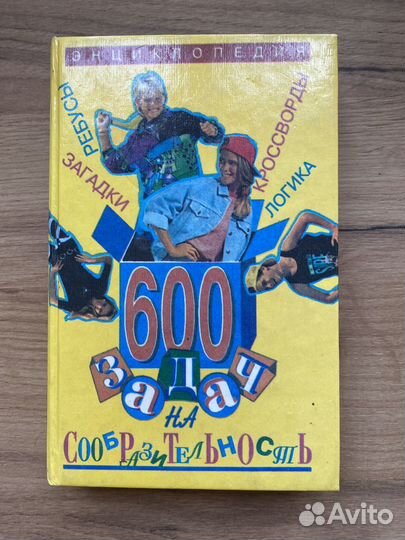 ЭНЦИКЛОПЕДИЯ
РЕБУСЫ
ЗАГАДКИ
КРОССВОРДЫ
ЛОГИКА
600
ЗАДАЧ
НА
СООБРАЗИТЕЛЬНОСТЬ
Avito